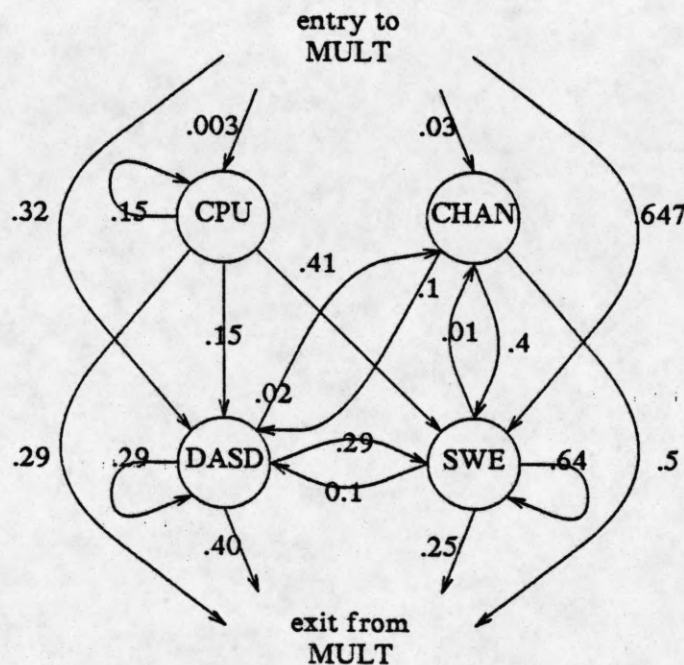 entry to
MULT
.003
.03
.32
.15
CPU
CHAN
.647
.41
.1
.15
.01
.4
.02
.29
.29
DASD
.29
SWE
.64
.5
0.1
.40
.25
exit from
MULT